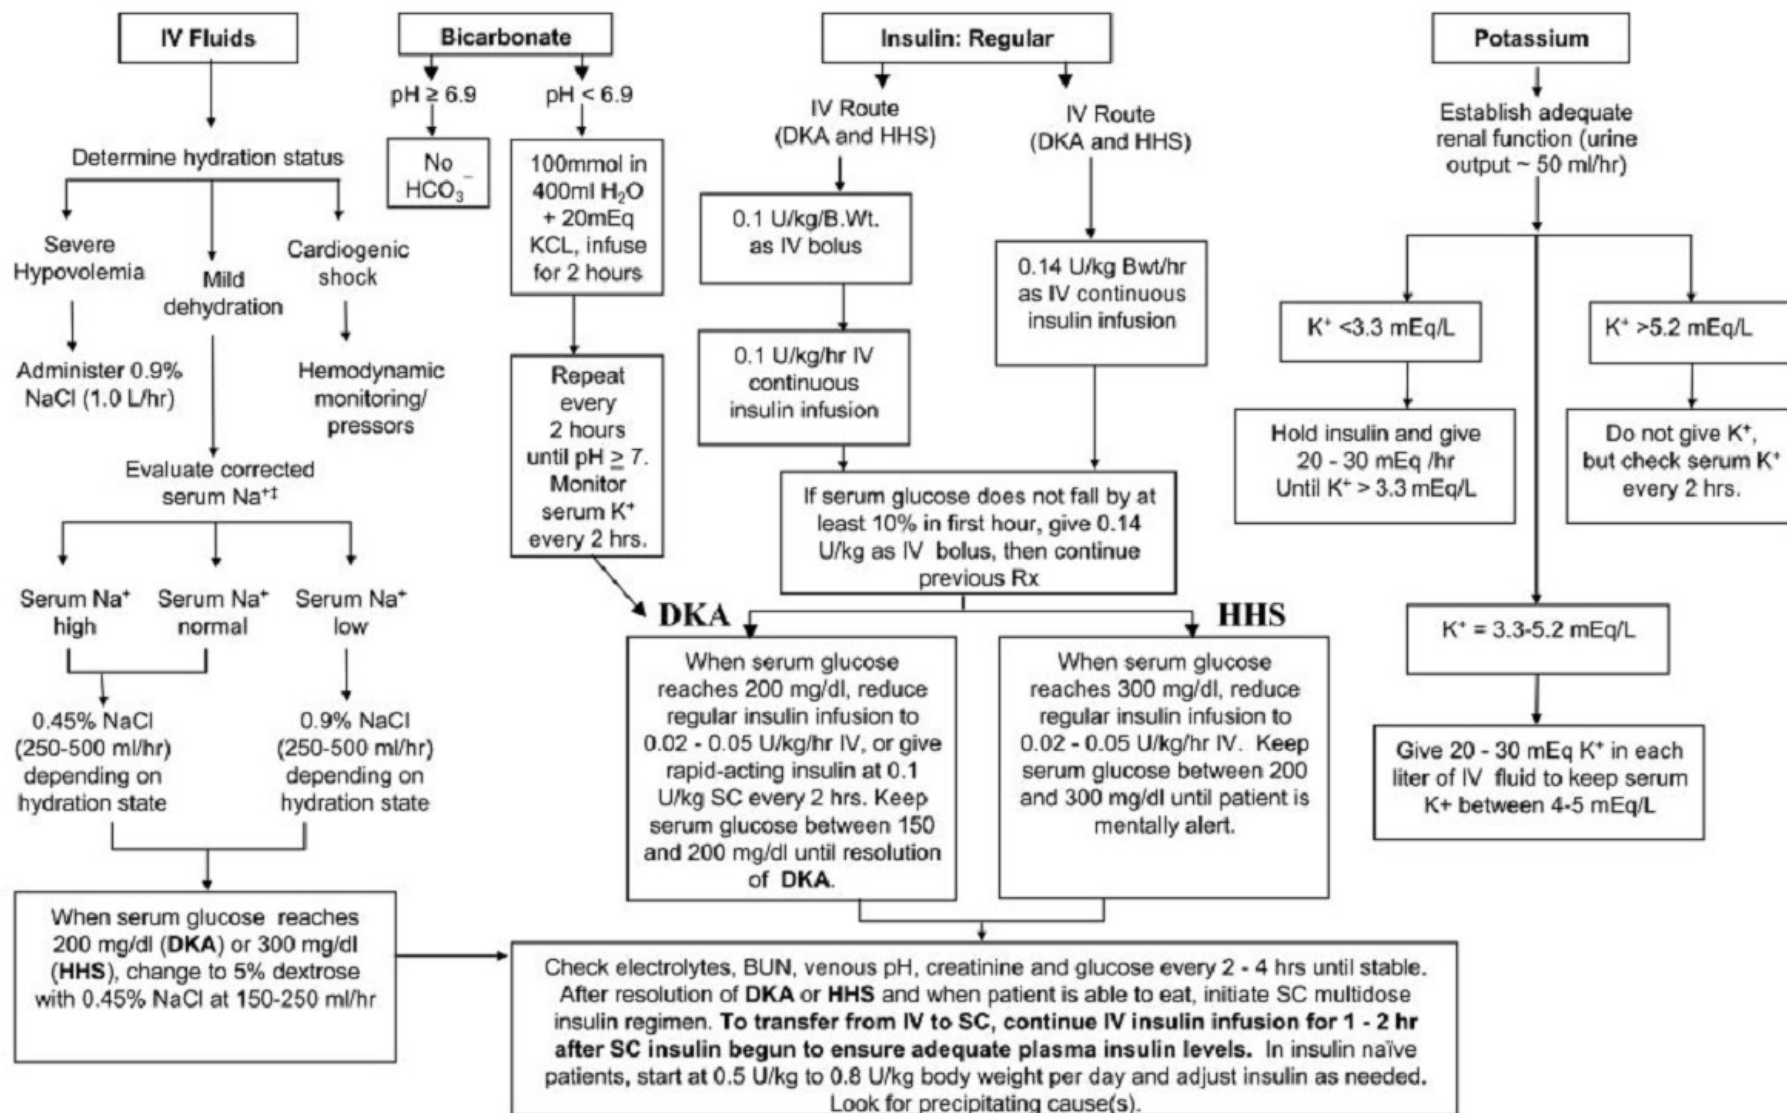 IV Fluids
Determine hydration status
Severe
Hypovolemia
Administer 0.9%
NaCl (1.0 L/hr)
Mild
dehydration
Cardiogenic
shock
Hemodynamic
monitoring/
pressors
Evaluate corrected
serum Na⁺‡
Serum Na⁺
high
Serum Na⁺
normal
Serum Na⁺
low
0.45% NaCl
(250-500 ml/hr)
depending on
hydration state
0.9% NaCl
(250-500 ml/hr)
depending on
hydration state
When serum glucose reaches
200 mg/dl (DKA) or 300 mg/dl
(HHS), change to 5% dextrose
with 0.45% NaCl at 150-250 ml/hr
Bicarbonate
pH ≥ 6.9
No
HCO₃⁻
pH < 6.9
100mmol in
400ml H₂O
+ 20mEq
KCL, infuse
for 2 hours
Repeat
every
2 hours
until pH ≥ 7.
Monitor
serum K⁺
every 2 hrs.
Insulin: Regular
IV Route
(DKA and HHS)
0.1 U/kg/B.Wt.
as IV bolus
0.1 U/kg/hr IV
continuous
insulin infusion
IV Route
(DKA and HHS)
0.14 U/kg Bwt/hr
as IV continuous
insulin infusion
If serum glucose does not fall by at
least 10% in first hour, give 0.14
U/kg as IV bolus, then continue
previous Rx
DKA
When serum glucose
reaches 200 mg/dl, reduce
regular insulin infusion to
0.02 - 0.05 U/kg/hr IV, or give
rapid-acting insulin at 0.1
U/kg SC every 2 hrs. Keep
serum glucose between 150
and 200 mg/dl until resolution
of DKA.
HHS
When serum glucose
reaches 300 mg/dl, reduce
regular insulin infusion to
0.02 - 0.05 U/kg/hr IV. Keep
serum glucose between 200
and 300 mg/dl until patient is
mentally alert.
Potassium
Establish adequate
renal function (urine
output ~ 50 ml/hr)
K⁺ <3.3 mEq/L
Hold insulin and give
20 - 30 mEq /hr
Until K⁺ > 3.3 mEq/L
K⁺ >5.2 mEq/L
Do not give K⁺,
but check serum K⁺
every 2 hrs.
K⁺ = 3.3-5.2 mEq/L
Give 20 - 30 mEq K⁺ in each
liter of IV fluid to keep serum
K+ between 4-5 mEq/L
Check electrolytes, BUN, venous pH, creatinine and glucose every 2 - 4 hrs until stable.
After resolution of DKA or HHS and when patient is able to eat, initiate SC multidose
insulin regimen. To transfer from IV to SC, continue IV insulin infusion for 1 - 2 hr
after SC insulin begun to ensure adequate plasma insulin levels. In insulin naïve
patients, start at 0.5 U/kg to 0.8 U/kg body weight per day and adjust insulin as needed.
Look for precipitating cause(s).